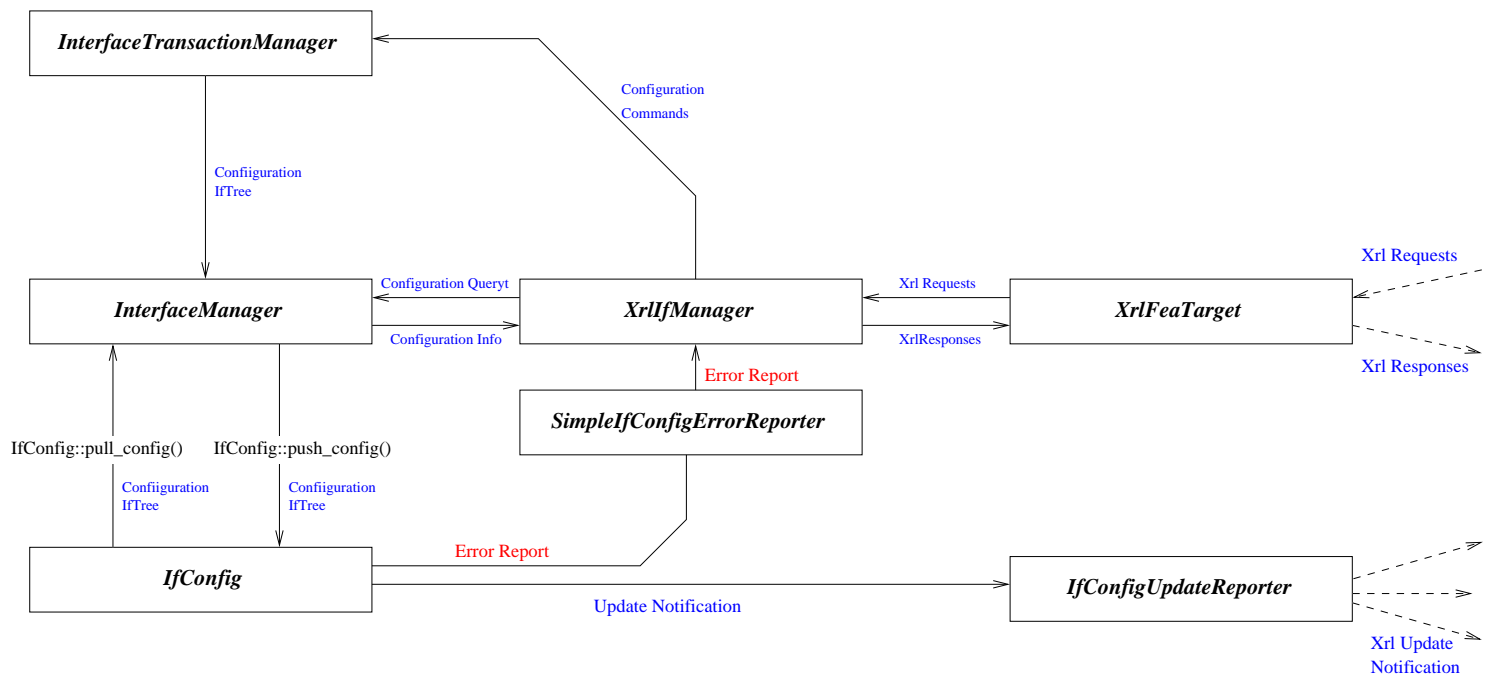 InterfaceTransactionManager
Configuration
Commands
Confiiguration
IfTree
Xrl Requests
InterfaceManager
Configuration Queryt
Configuration Info
XrlIfManager
Xrl Requests
XrlResponses
XrlFeaTarget
Xrl Responses
Error Report
SimpleIfConfigErrorReporter
IfConfig::pull_config()
IfConfig::push_config()
Confiiguration
IfTree
Confiiguration
IfTree
Error Report
IfConfig
Update Notification
IfConfigUpdateReporter
Xrl Update
Notification